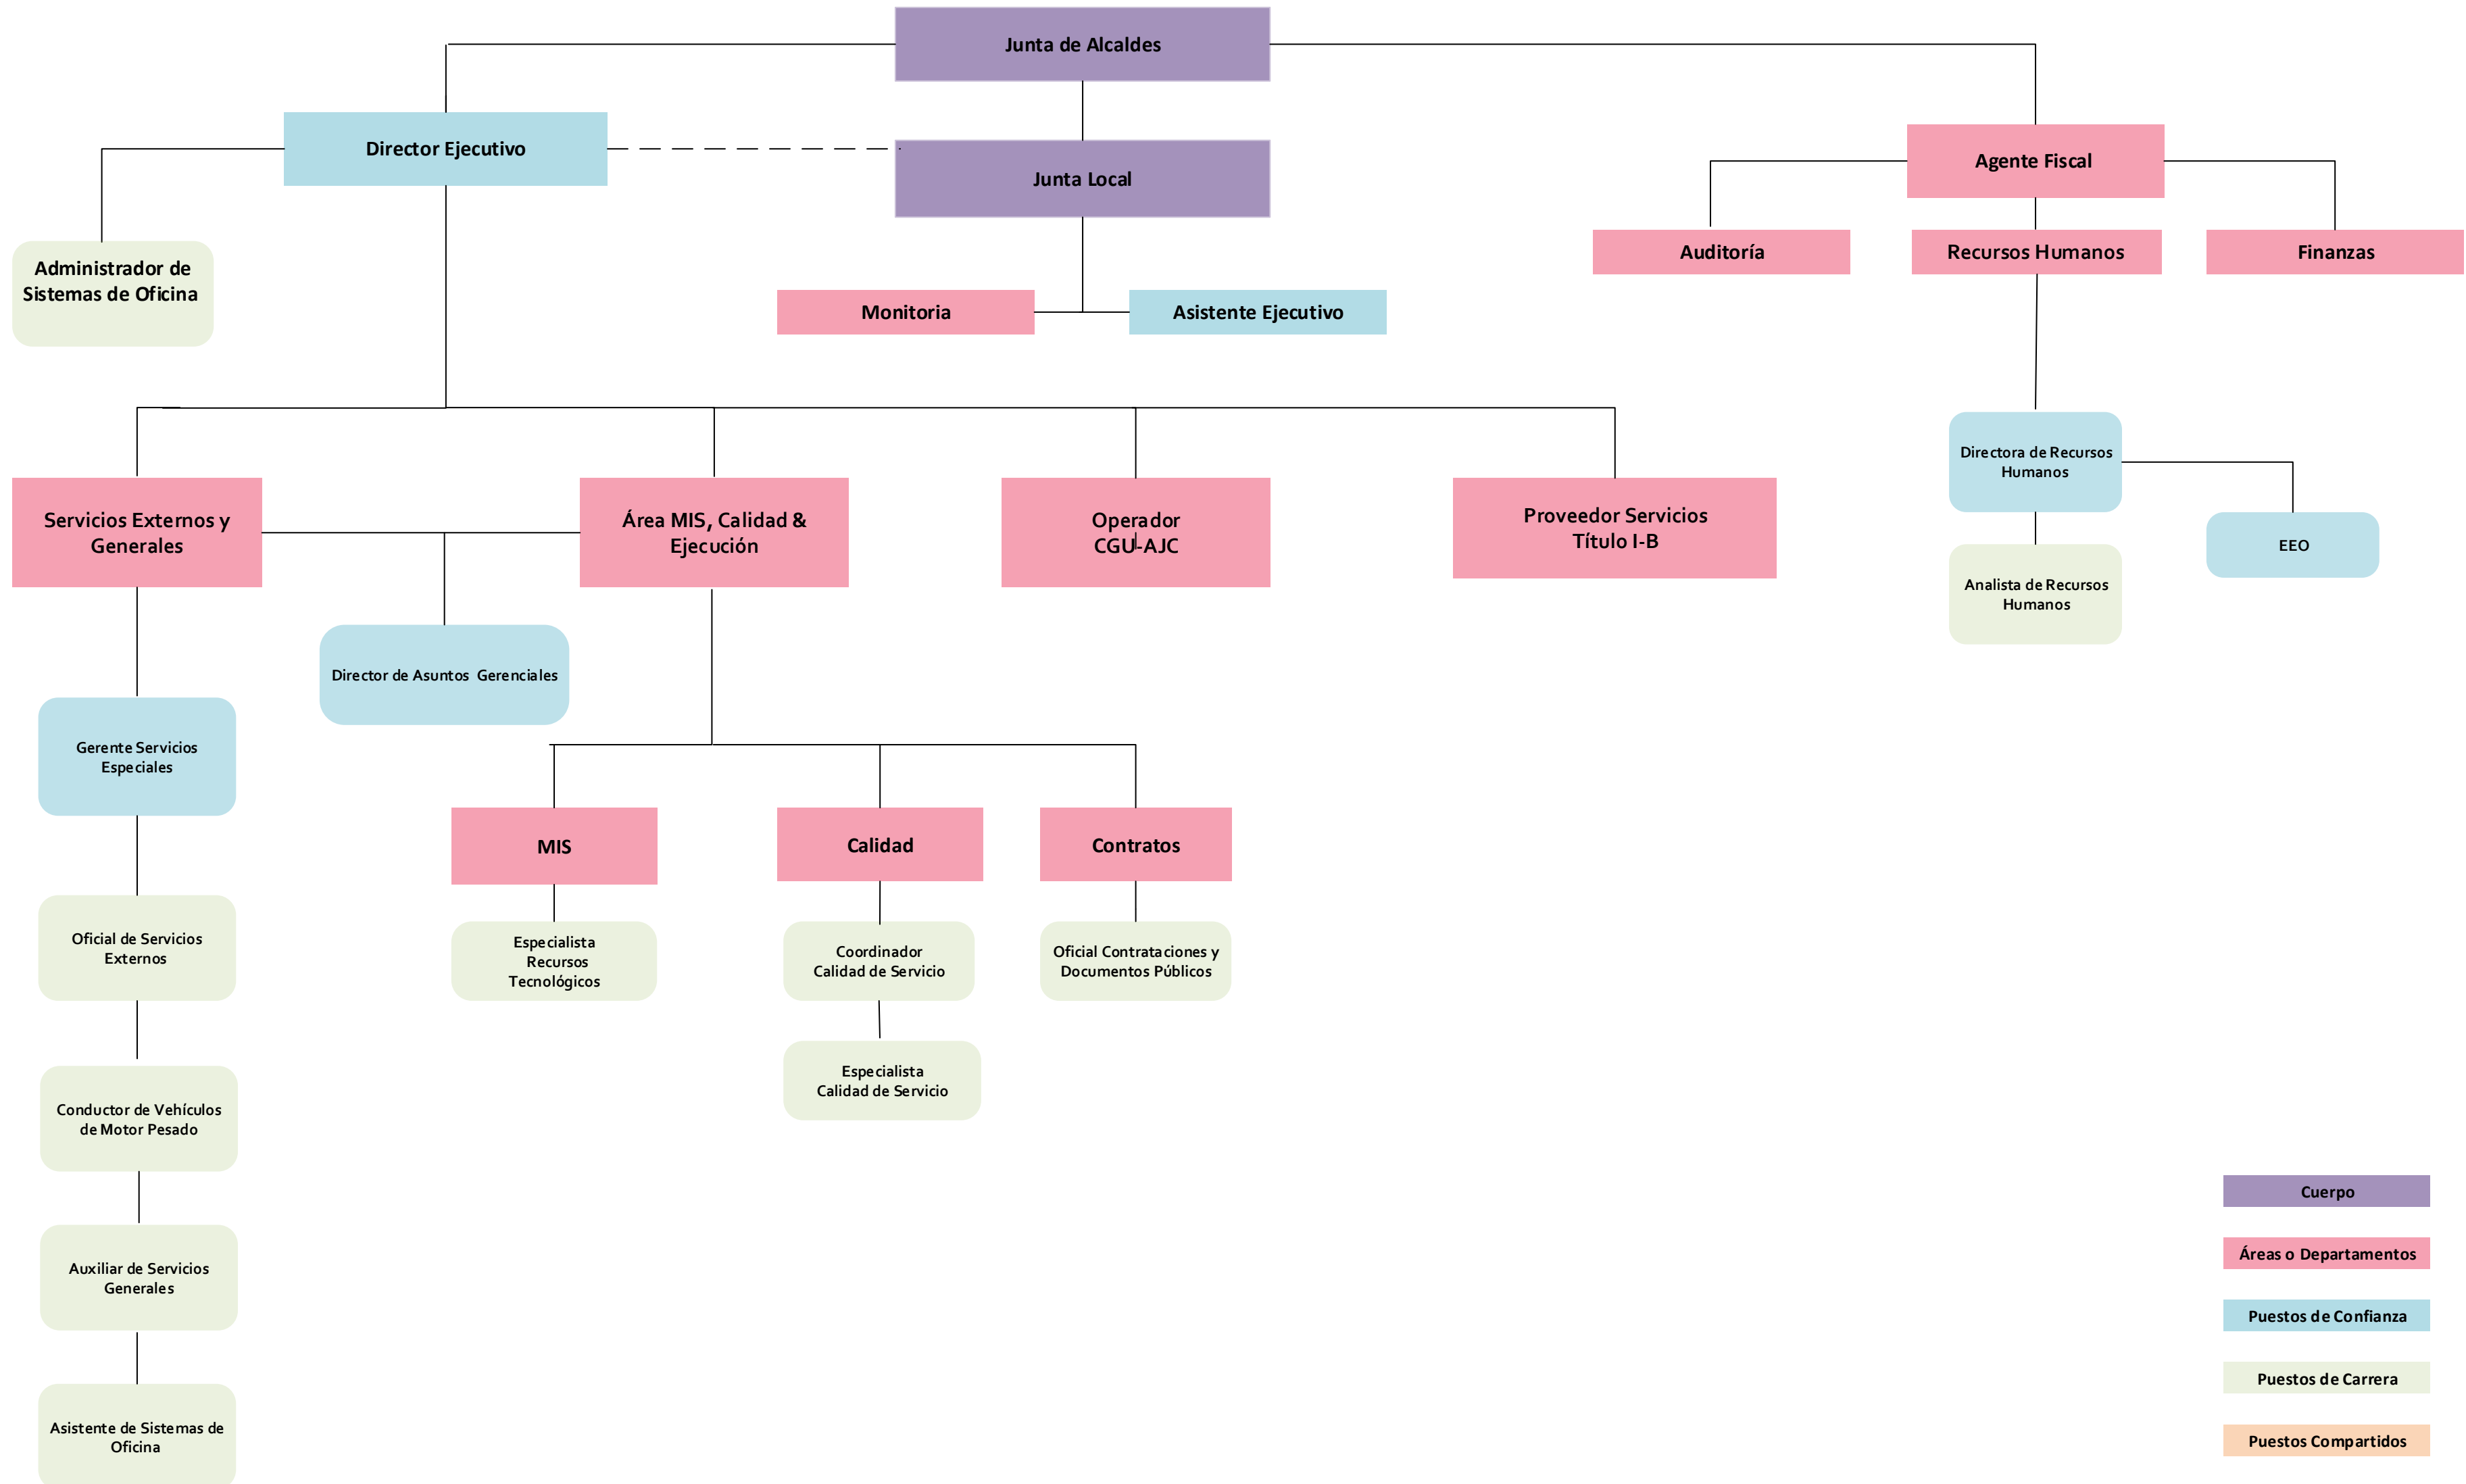 Junta de Alcaldes
Director Ejecutivo
Junta Local
Agente Fiscal
Administrador de
Sistemas de Oficina
Monitoria
Asistente Ejecutivo
Auditoría
Recursos Humanos
Finanzas
Servicios Externos y
Generales
Área MIS, Calidad &
Ejecución
Operador
CGU-AJC
Proveedor Servicios
Título I-B
Directora de Recursos
Humanos
EEO
Analista de Recursos
Humanos
Director de Asuntos Gerenciales
Gerente Servicios
Especiales
MIS
Calidad
Contratos
Oficial de Servicios
Externos
Especialista
Recursos
Tecnológicos
Coordinador
Calidad de Servicio
Oficial Contrataciones y
Documentos Públicos
Especialista
Calidad de Servicio
Conductor de Vehículos
de Motor Pesado
Auxiliar de Servicios
Generales
Asistente de Sistemas de
Oficina
Cuerpo
Áreas o Departamentos
Puestos de Confianza
Puestos de Carrera
Puestos Compartidos